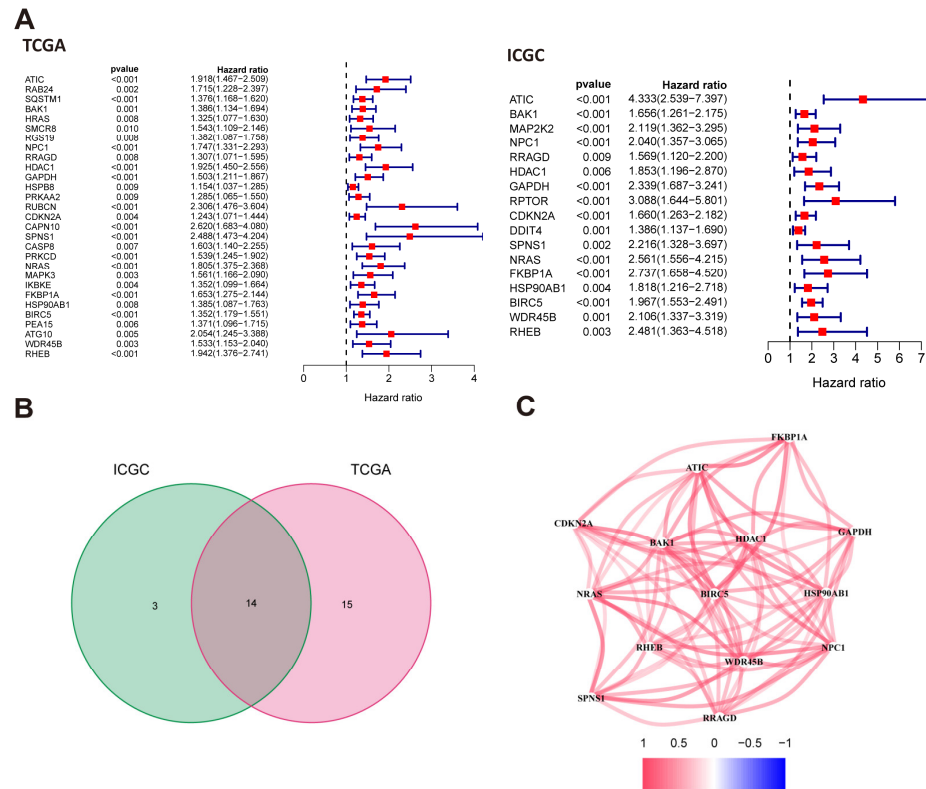 A
TCGA
pvalue Hazard ratio
ATIC <0.001 1.918(1.467−2.509)
RAB24 0.002 1.715(1.228−2.397)
SQSTM1 <0.001 1.376(1.168−1.620)
BAK1 <0.001 1.386(1.134−1.694)
HRAS 0.008 1.325(1.077−1.630)
SMCR8 0.010 1.543(1.109−2.146)
RGS19 0.008 1.382(1.087−1.758)
NPC1 <0.001 1.747(1.331−2.293)
RRAGD 0.008 1.307(1.071−1.595)
HDAC1 <0.001 1.925(1.450−2.556)
GAPDH <0.001 1.503(1.211−1.867)
HSPB8 0.009 1.154(1.037−1.285)
PRKAA2 0.009 1.285(1.065−1.550)
RUBCN <0.001 2.306(1.476−3.604)
CDKN2A 0.004 1.243(1.071−1.444)
CAPN10 <0.001 2.620(1.683−4.080)
SPNS1 <0.001 2.488(1.473−4.204)
CASP8 0.007 1.603(1.140−2.255)
PRKCD <0.001 1.539(1.245−1.902)
NRAS <0.001 1.805(1.375−2.368)
MAPK3 0.003 1.561(1.166−2.090)
IKBKE 0.004 1.352(1.099−1.664)
FKBP1A <0.001 1.653(1.275−2.144)
HSP90AB1 0.008 1.385(1.087−1.763)
BIRC5 <0.001 1.352(1.179−1.551)
PEA15 0.006 1.371(1.096−1.715)
ATG10 0.005 2.054(1.245−3.388)
WDR45B 0.003 1.533(1.153−2.040)
RHEB <0.001 1.942(1.376−2.741)
0 1 2 3 4
Hazard ratio
ICGC
pvalue Hazard ratio
ATIC <0.001 4.333(2.539−7.397)
BAK1 <0.001 1.656(1.261−2.175)
MAP2K2 <0.001 2.119(1.362−3.295)
NPC1 <0.001 2.040(1.357−3.065)
RRAGD 0.009 1.569(1.120−2.200)
HDAC1 0.006 1.853(1.196−2.870)
GAPDH <0.001 2.339(1.687−3.241)
RPTOR <0.001 3.088(1.644−5.801)
CDKN2A <0.001 1.660(1.263−2.182)
DDIT4 <0.001 1.386(1.137−1.690)
SPNS1 0.002 2.216(1.328−3.697)
NRAS <0.001 2.561(1.556−4.215)
FKBP1A <0.001 2.737(1.658−4.520)
HSP90AB1 0.004 1.818(1.216−2.718)
BIRC5 <0.001 1.967(1.553−2.491)
WDR45B 0.001 2.106(1.337−3.319)
RHEB 0.003 2.481(1.363−4.518)
0 1 2 3 4 5 6 7
Hazard ratio
B
ICGC TCGA
3 14 15
C
FKBP1A
ATIC
CDKN2A
GAPDH
BAK1 HDAC1
NRAS BIRC5 HSP90AB1
RHEB NPC1
WDR45B
SPNS1
RRAGD
1 0.5 0 −0.5 −1